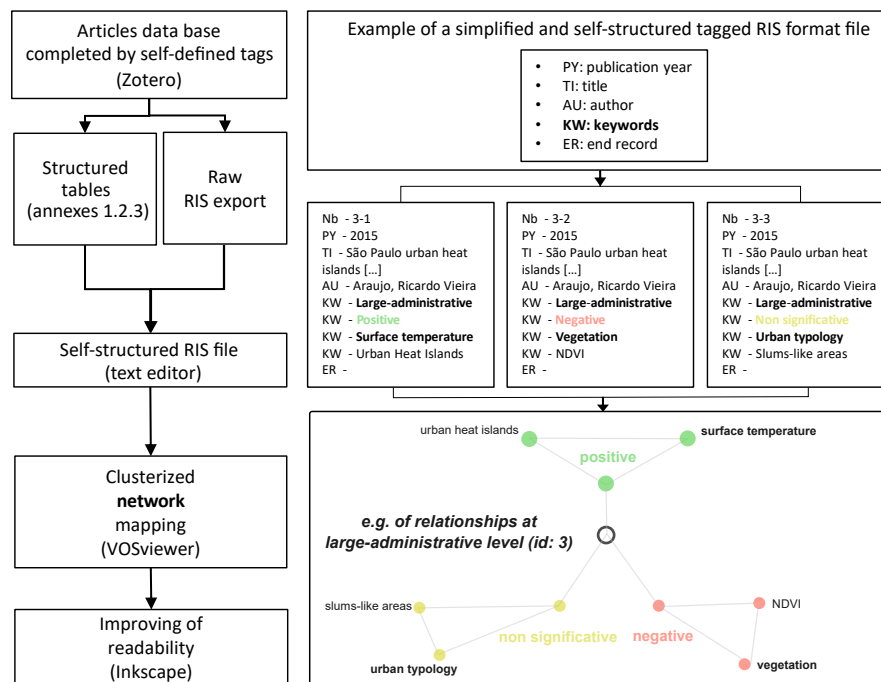 Articles data base
completed by self-defined tags
(Zotero)
Structured
tables
(annexes 1.2.3)
Raw
RIS export
Self-structured RIS file
(text editor)
Clusterized
network
mapping
(VOSviewer)
Improving of
readability
(Inkscape)
Example of a simplified and self-structured tagged RIS format file
• PY: publication year
• TI: title
• AU: author
• KW: keywords
• ER: end record
Nb - 3-1
PY - 2015
TI - São Paulo urban heat
islands [...]
AU - Araujo, Ricardo Vieira
KW - Large-administrative
KW - Positive
KW - Surface temperature
KW - Urban Heat Islands
ER -
Nb - 3-2
PY - 2015
TI - São Paulo urban heat
islands [...]
AU - Araujo, Ricardo Vieira
KW - Large-administrative
KW - Negative
KW - Vegetation
KW - NDVI
ER -
Nb - 3-3
PY - 2015
TI - São Paulo urban heat
islands [...]
AU - Araujo, Ricardo Vieira
KW - Large-administrative
KW - Non significative
KW - Urban typology
KW - Slums-like areas
ER -
urban heat islands
surface temperature
positive
e.g. of relationships at
large-administrative level (id: 3)
slums-like areas
non significative
urban typology
negative
NDVI
vegetation